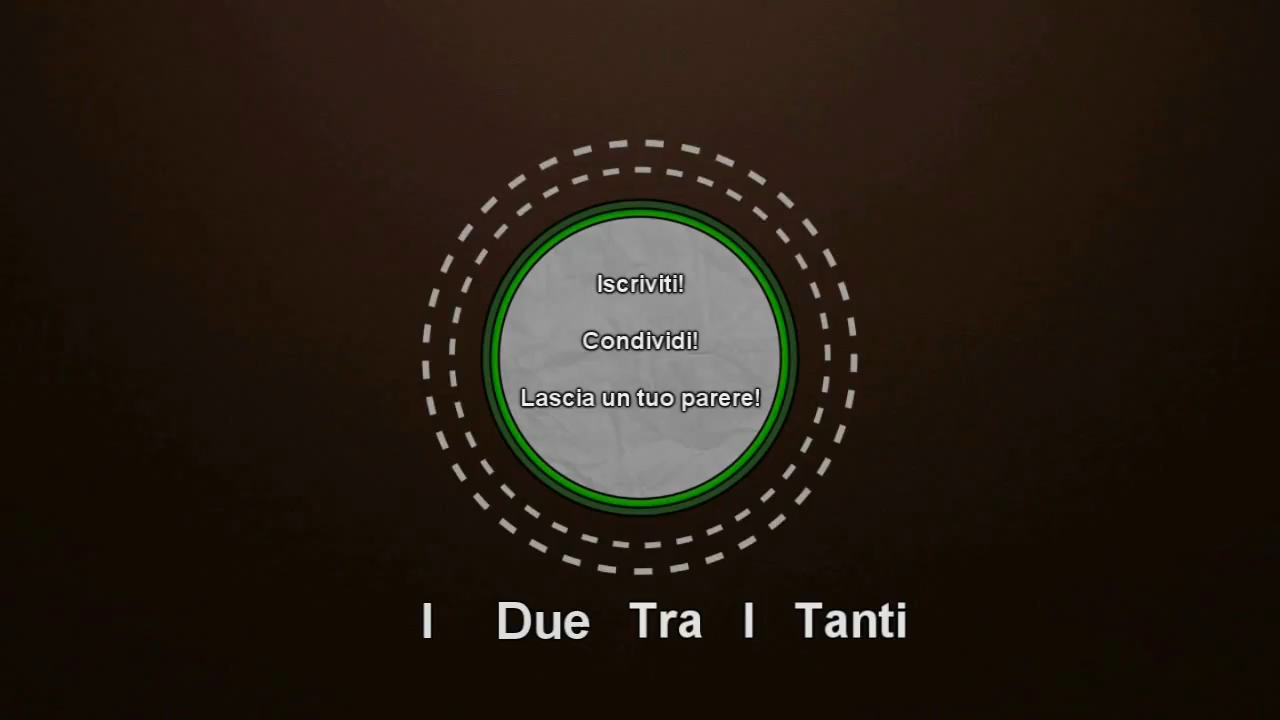 Iscriviti!
Condividi!
Lascia un tuo parere!
I Due Tra I Tanti